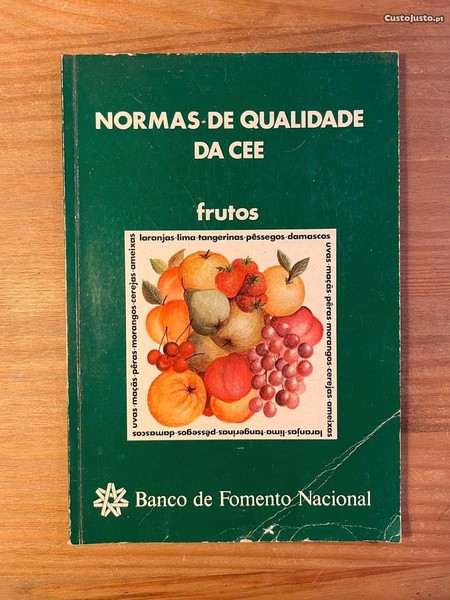 CustoJusto.pt
NORMAS-DE QUALIDADE
DA CEE
frutos
laranjas·lima·tangerinas·pêssegos·damascos
uvas·maçãs·pêras·morangos·cerejas·ameixas
uvas·maçãs·pêras·morangos·cerejas·ameixas
laranjas·lima·tangerinas·pêssegos·damascos
Banco de Fomento Nacional